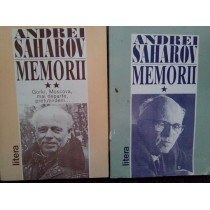 ANDREI
SAHAROV
MEMORII
★★
Gorki, Moscova,
mai departe,
pretutindeni...
litera
ANDREI
SAHAROV
MEMORII
★
litera